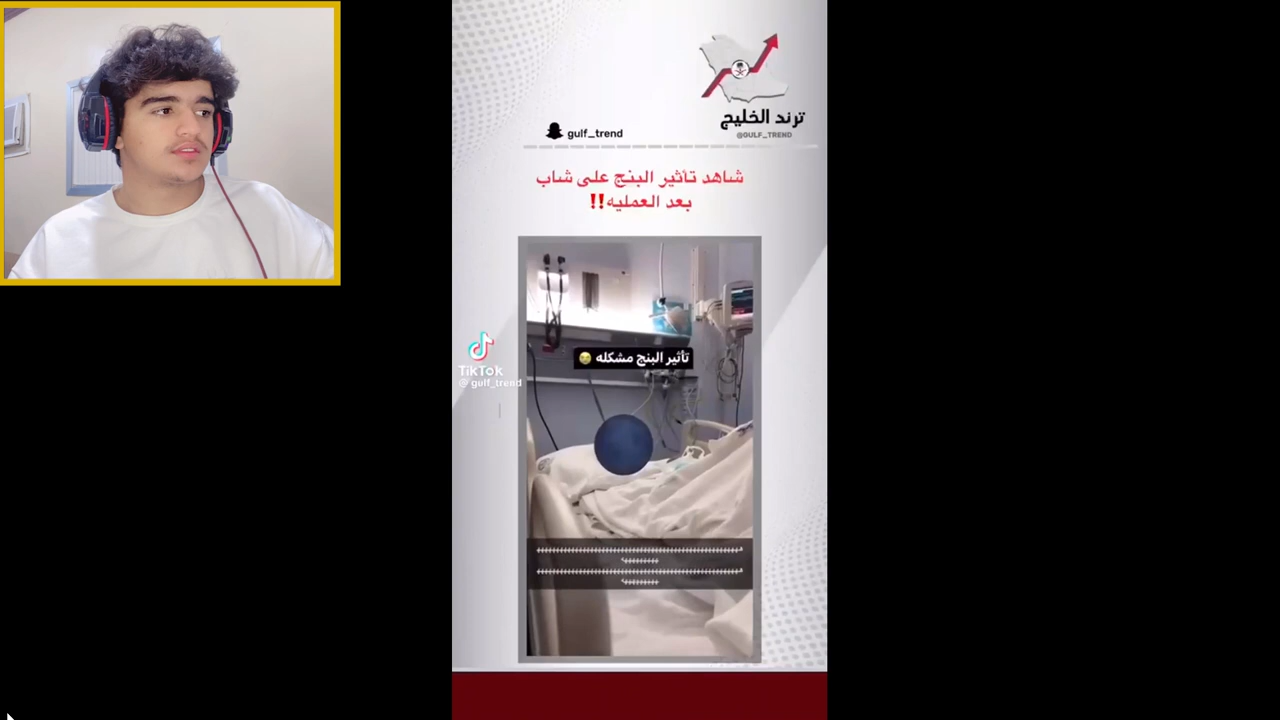 ترند الخليج
@GULF_TREND
gulf_trend
شاهد تأثير البنج على شاب
بعد العمليه‼️
تأثير البنج مشكله 😢
TikTok
@ gulf_trend